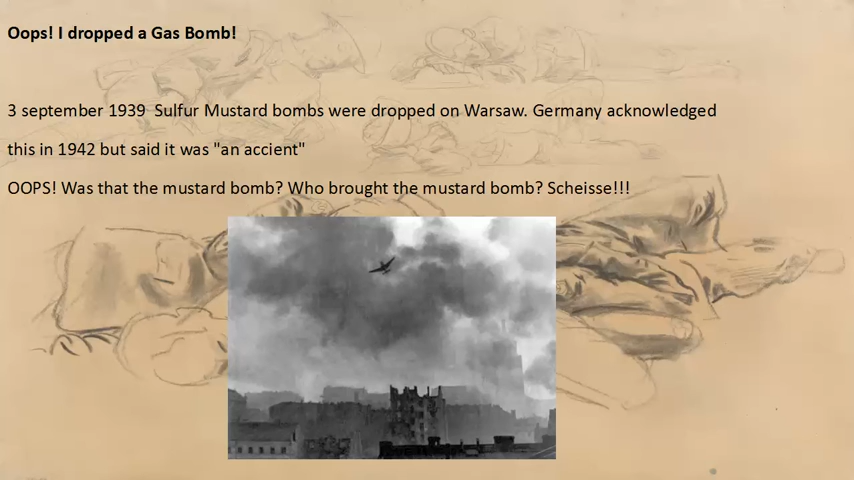 Oops! I dropped a Gas Bomb!
3 september 1939 Sulfur Mustard bombs were dropped on Warsaw. Germany acknowledged
this in 1942 but said it was "an accient"
OOPS! Was that the mustard bomb? Who brought the mustard bomb? Scheisse!!!